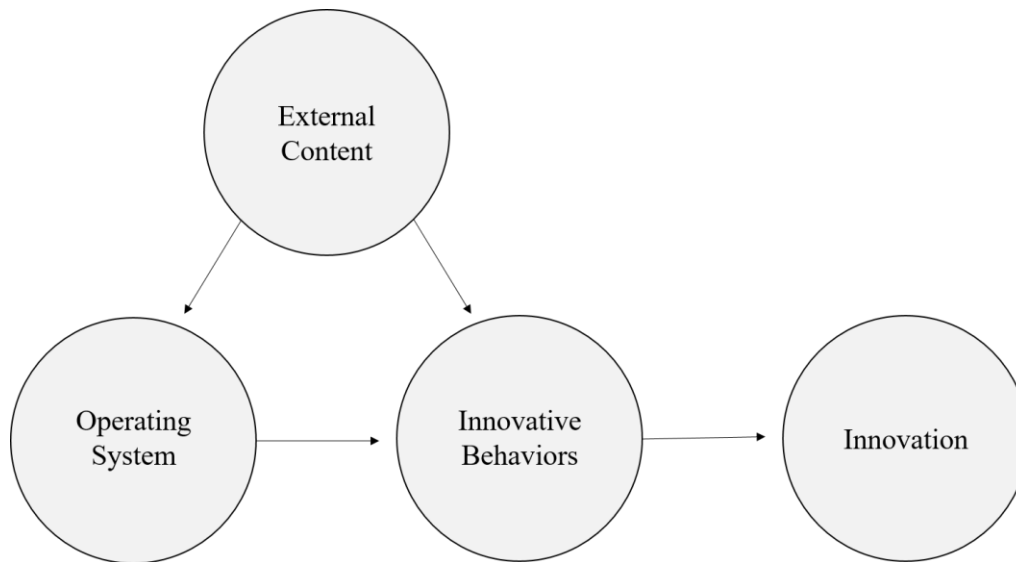 External
Content
Operating
System
Innovative
Behaviors
Innovation